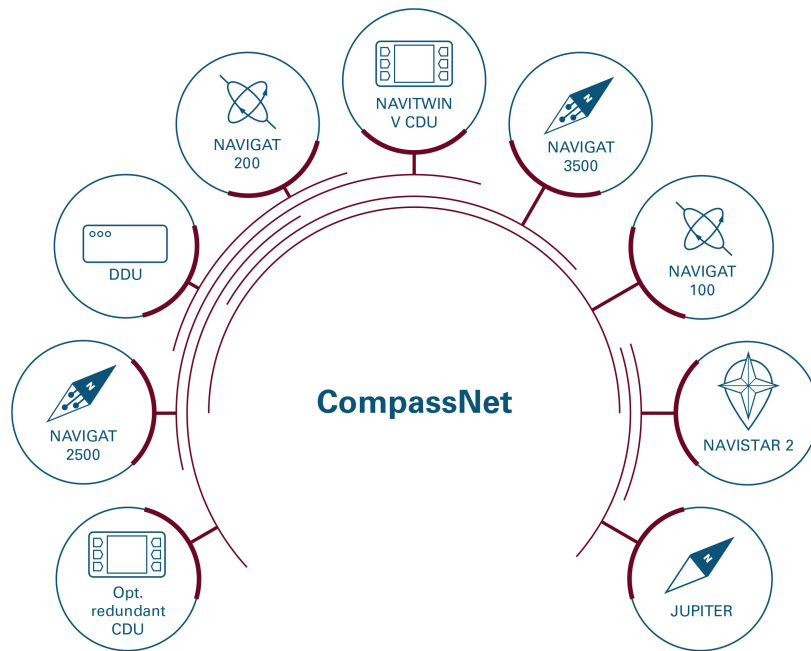 NAVITWIN
V CDU
NAVIGAT
200
N
NAVIGAT
3500
DDU
NAVIGAT
100
CompassNet
N
NAVIGAT
2500
NAVISTAR 2
Opt.
redundant
CDU
N
JUPITER